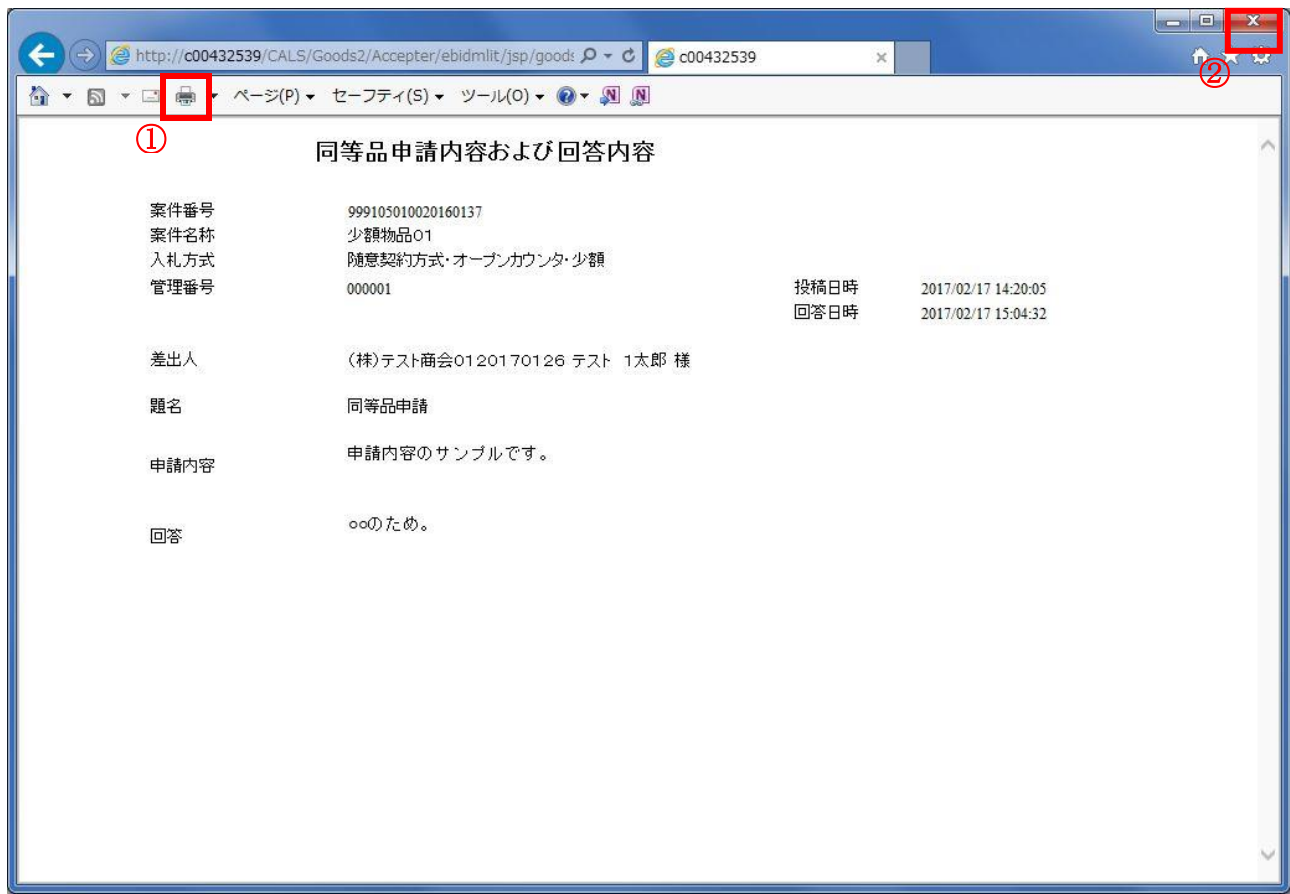 http://c00432539/CALS/Goods2/Accepter/ebidmlit/jsp/goods
c00432539
②
ページ(P) セーフティ(S) ツール(O)
①
同等品申請内容および回答内容
案件番号 999105010020160137
案件名称 少額物品01
入札方式 随意契約方式・オープンカウンタ・少額
管理番号 000001 投稿日時 2017/02/17 14:20:05
回答日時 2017/02/17 15:04:32
差出人 (株)テスト商会0120170126 テスト 1太郎 様
題名 同等品申請
申請内容 申請内容のサンプルです。
回答 ○○のため。